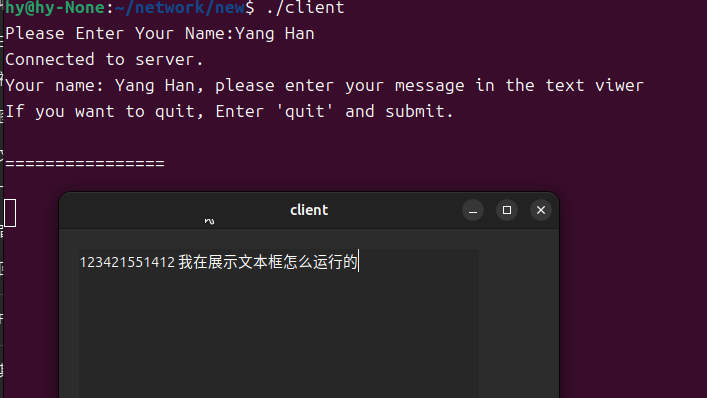 hy@hy-None:~/network/new$ ./client
Please Enter Your Name:Yang Han
Connected to server.
Your name: Yang Han, please enter your message in the text viwer
If you want to quit, Enter 'quit' and submit.
================
client
123421551412 我在展示文本框怎么运行的